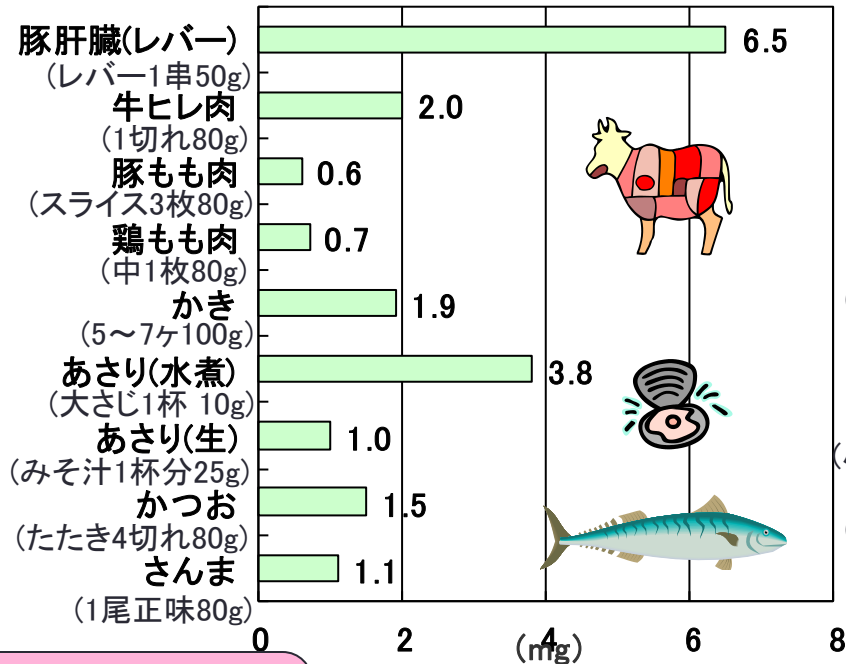 豚肝臓(レバー)
6.5
(レバー1串50g)
牛ヒレ肉
2.0
(1切れ80g)
豚もも肉
0.6
(スライス3枚80g)
鶏もも肉
0.7
(中1枚80g)
かき
1.9
(5～7ヶ100g)
あさり(水煮)
3.8
(大さじ1杯 10g)
あさり(生)
1.0
(みそ汁1杯分25g)
かつお
1.5
(たたき4切れ80g)
さんま
1.1
(1尾正味80g)
0 2 4 6 8
(mg)